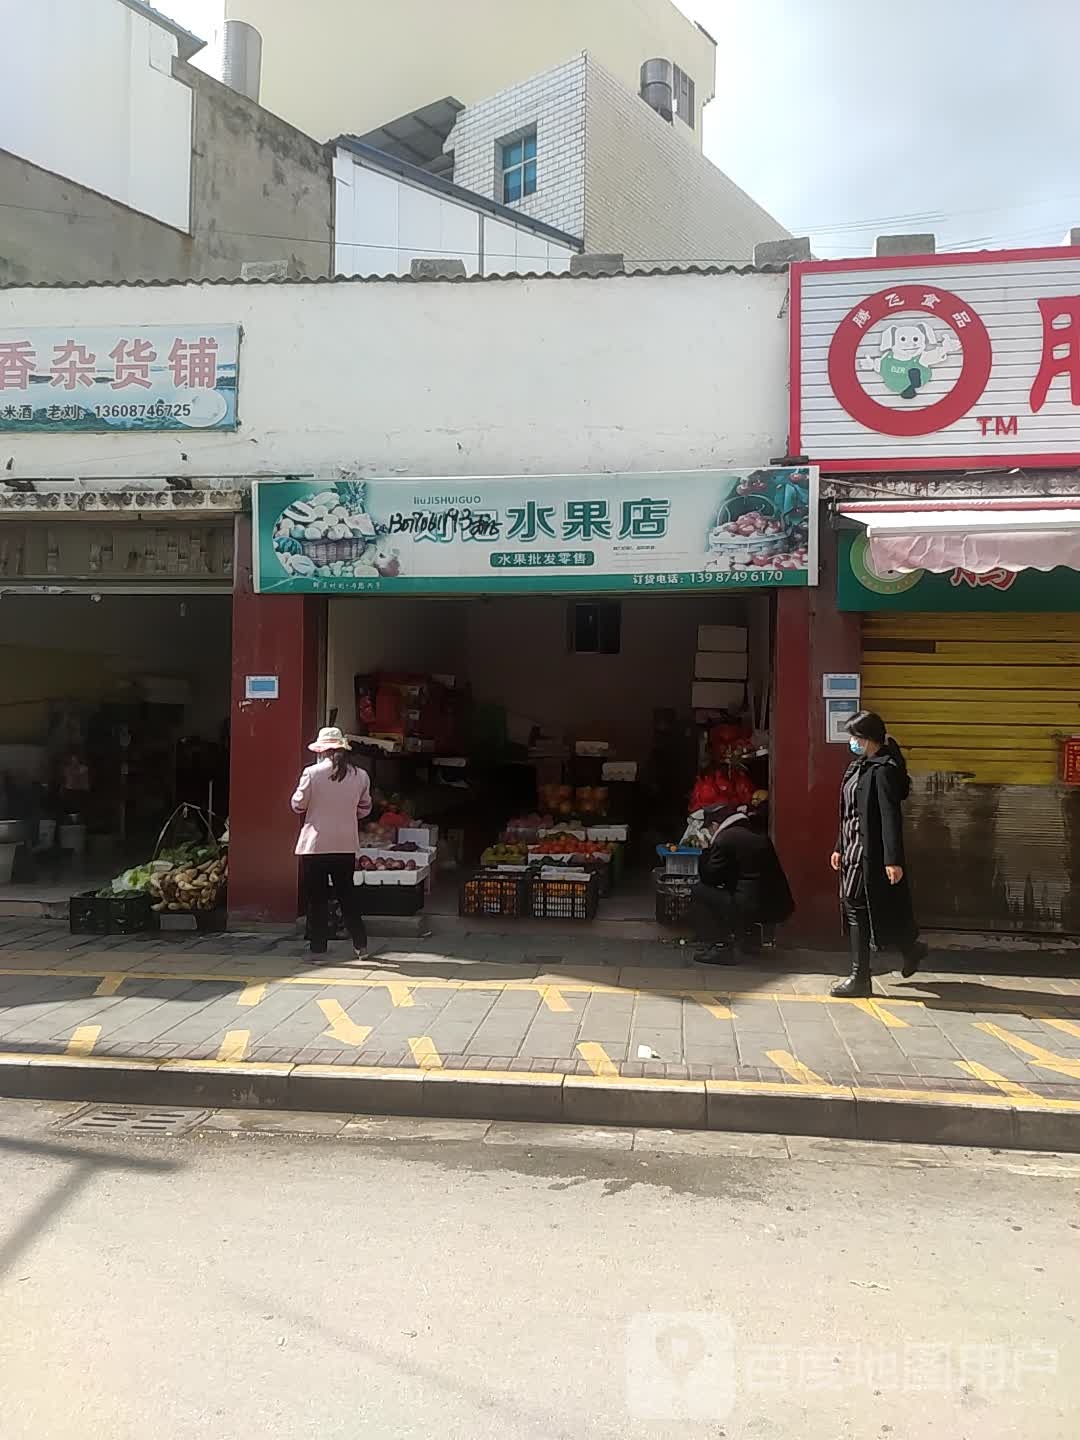 香杂货铺
米酒 老刘: 13608746725
腾飞食品
BZR
TM
liuJISHUIGUO
水果店
水果批发零售
订货电话：139 8749 6170
百度地图用户